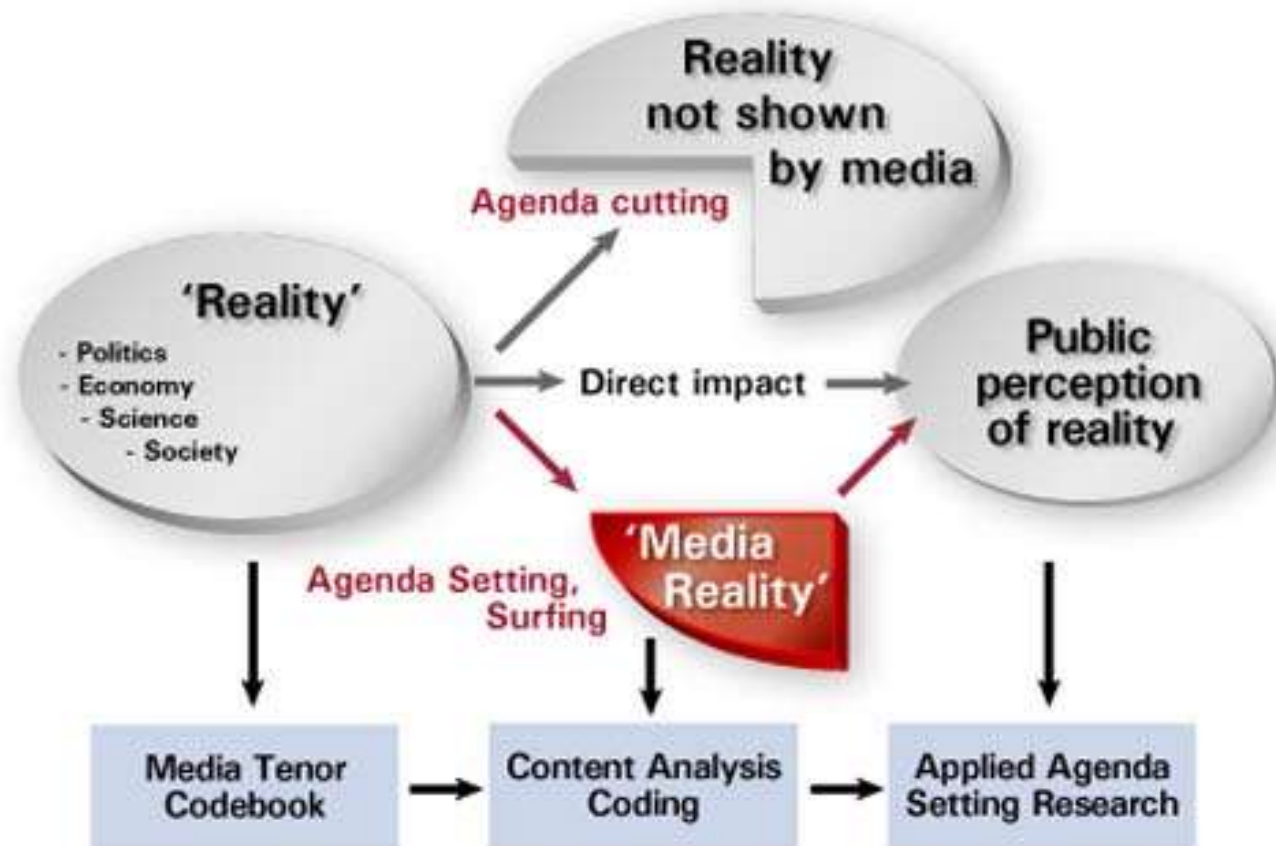 Reality
not shown
by media
Agenda cutting
‘Reality’
- Politics
- Economy
- Science
- Society
Direct impact
Public
perception
of reality
‘Media
Reality’
Agenda Setting,
Surfing
Media Tenor
Codebook
Content Analysis
Coding
Applied Agenda
Setting Research